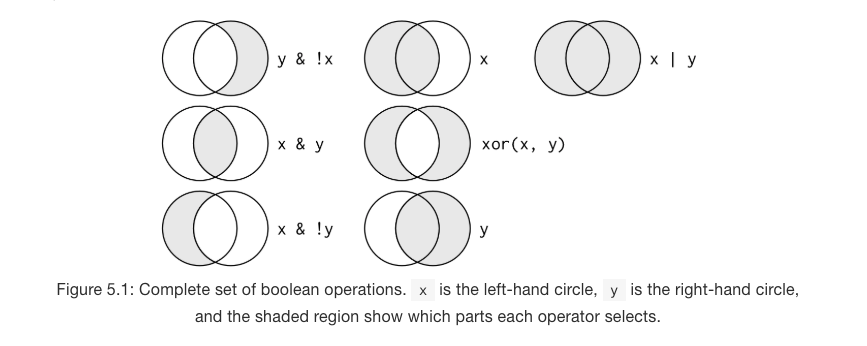 y & !x
x
x | y
x & y
xor(x, y)
x & !y
y
Figure 5.1: Complete set of boolean operations. x is the left-hand circle, y is the right-hand circle,
and the shaded region show which parts each operator selects.